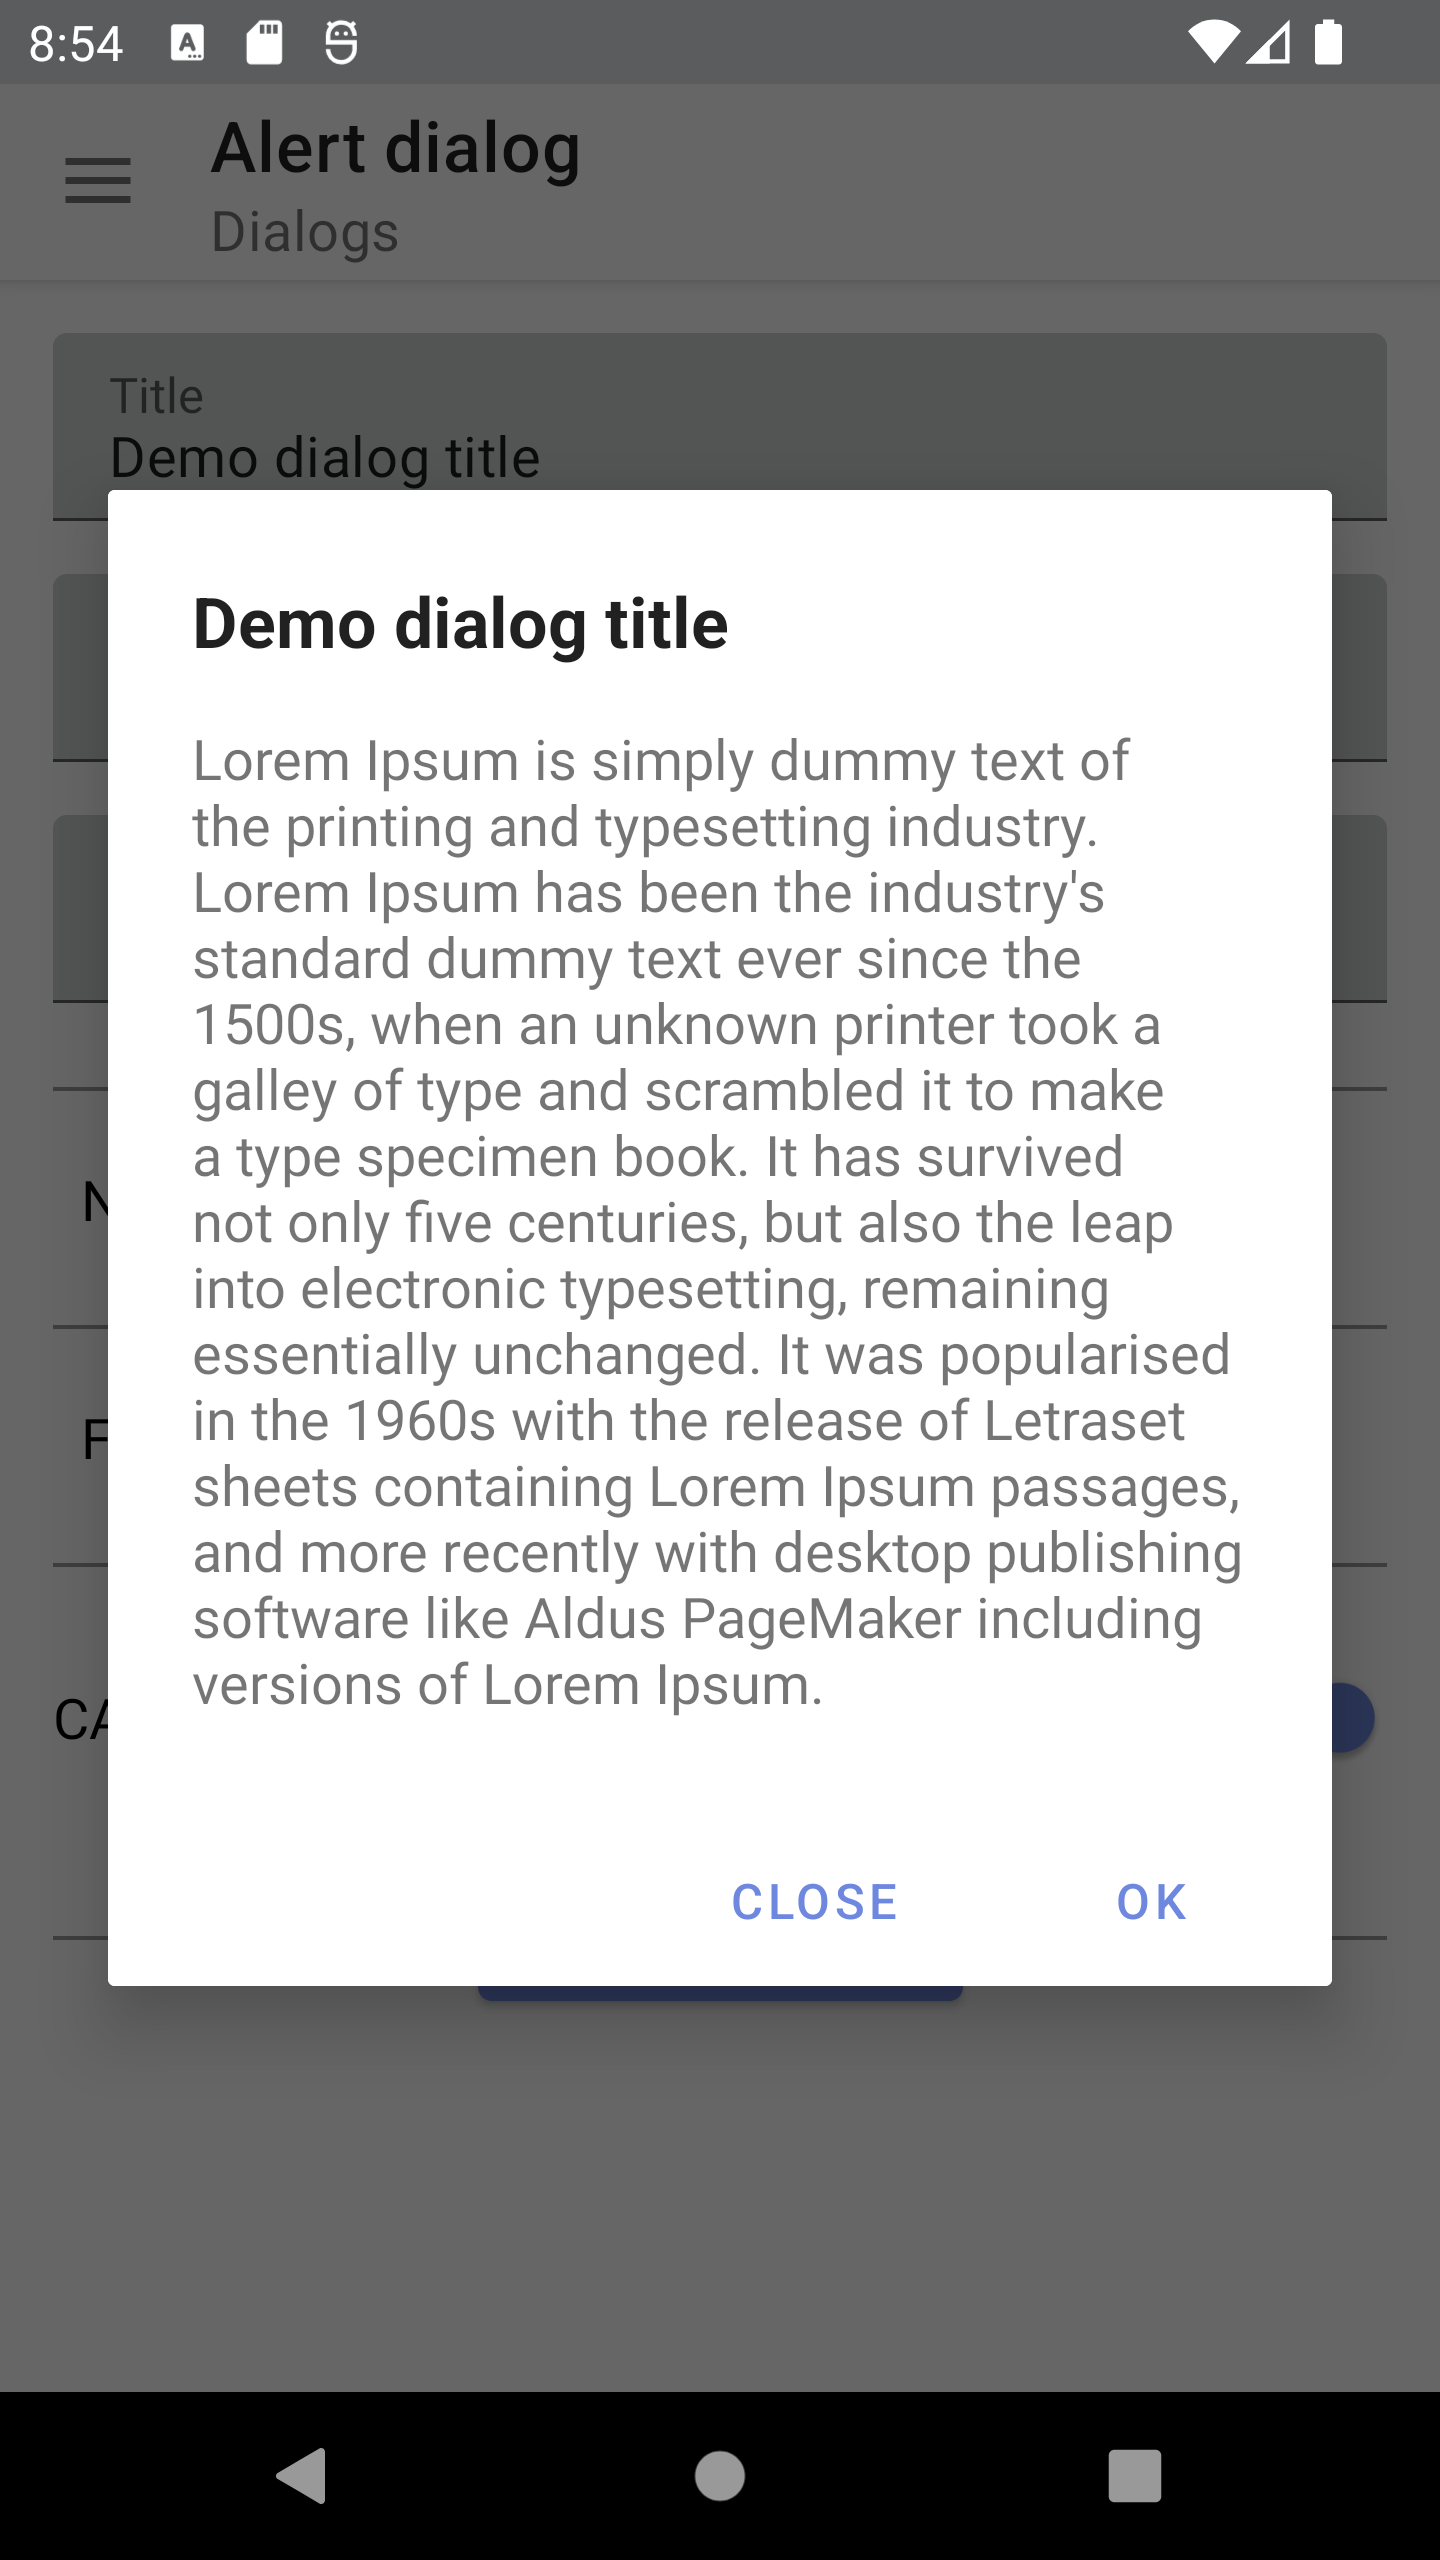 8:54
Alert dialog
Dialogs
Title
Demo dialog title
Demo dialog title
Lorem Ipsum is simply dummy text of
the printing and typesetting industry.
Lorem Ipsum has been the industry's
standard dummy text ever since the
1500s, when an unknown printer took a
galley of type and scrambled it to make
a type specimen book. It has survived
not only five centuries, but also the leap
into electronic typesetting, remaining
essentially unchanged. It was popularised
in the 1960s with the release of Letraset
sheets containing Lorem Ipsum passages,
and more recently with desktop publishing
software like Aldus PageMaker including
versions of Lorem Ipsum.
CLOSE OK